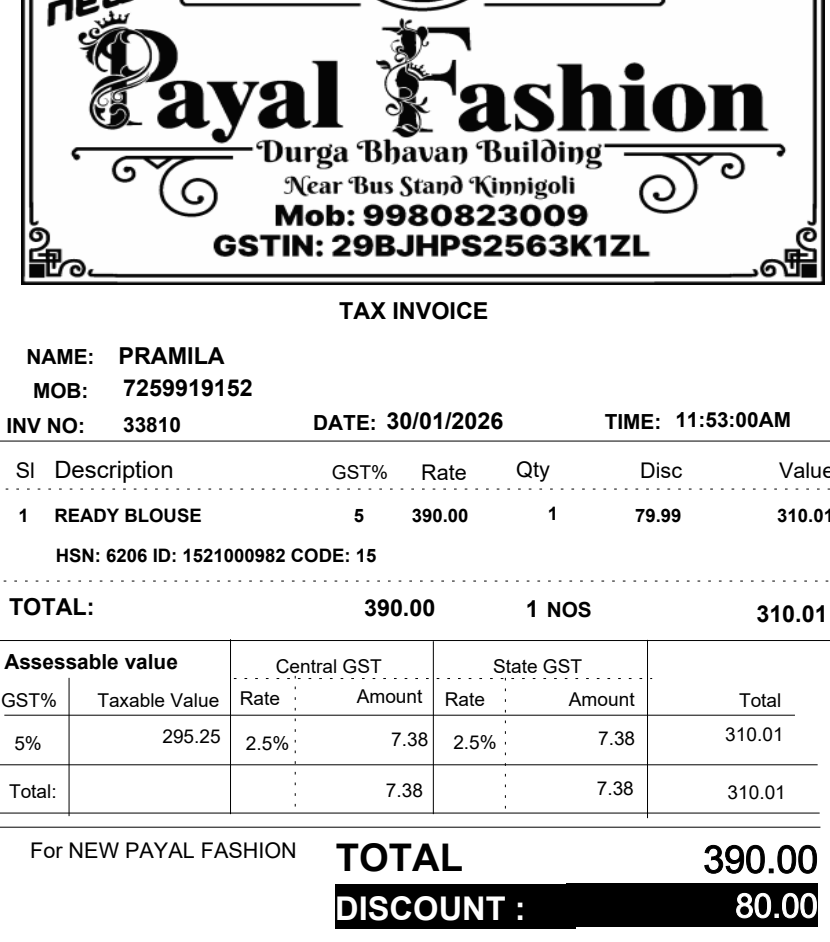 new
Payal Fashion
Durga Bhavan Building
Near Bus Stand Kinnigoli
Mob: 9980823009
GSTIN: 29BJHPS2563K1ZL
TAX INVOICE
NAME: PRAMILA
MOB: 7259919152
INV NO: 33810 DATE: 30/01/2026 TIME: 11:53:00AM
Sl Description GST% Rate Qty Disc Value
1 READY BLOUSE 5 390.00 1 79.99 310.01
HSN: 6206 ID: 1521000982 CODE: 15
TOTAL: 390.00 1 NOS 310.01
Assessable value Central GST State GST
GST% Taxable Value Rate Amount Rate Amount Total
5% 295.25 2.5% 7.38 2.5% 7.38 310.01
Total: 7.38 7.38 310.01
For NEW PAYAL FASHION TOTAL 390.00
DISCOUNT : 80.00